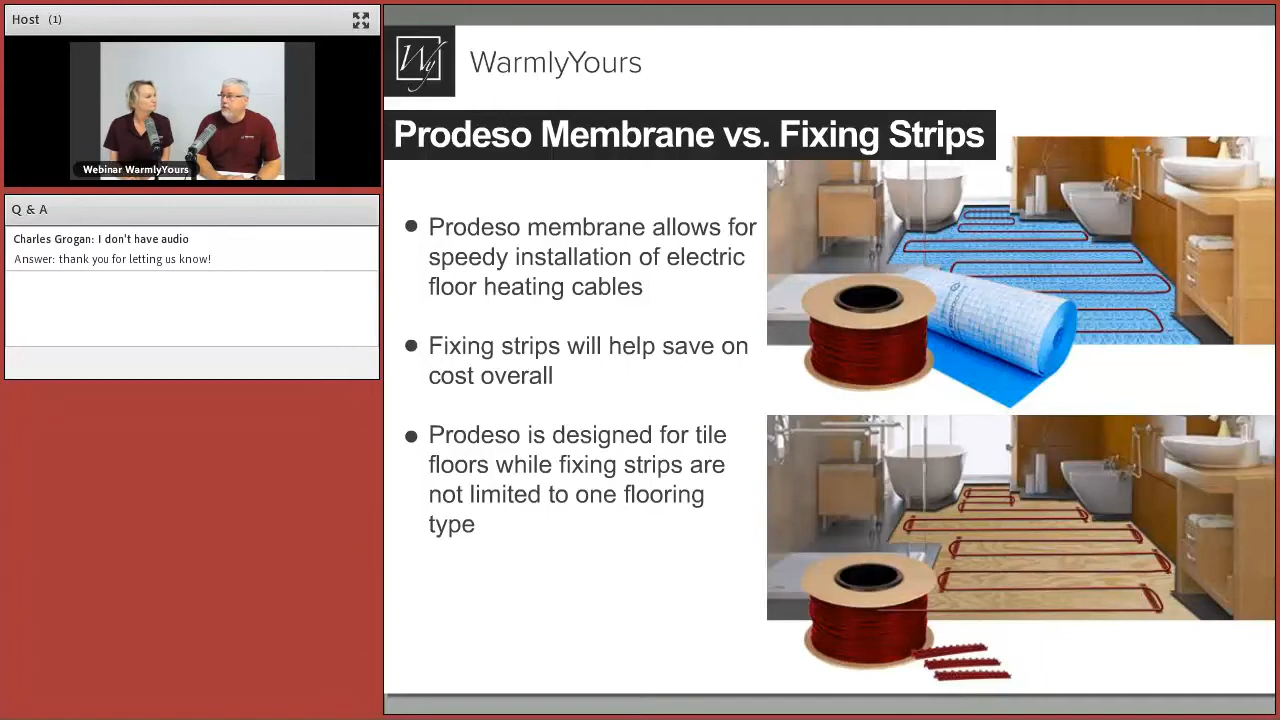 Host (1)
Webinar WarmlyYours
Q & A
Charles Grogan: I don't have audio
Answer: thank you for letting us know!
Wy
WarmlyYours
Prodeso Membrane vs. Fixing Strips
• Prodeso membrane allows for
speedy installation of electric
floor heating cables
• Fixing strips will help save on
cost overall
• Prodeso is designed for tile
floors while fixing strips are
not limited to one flooring
type